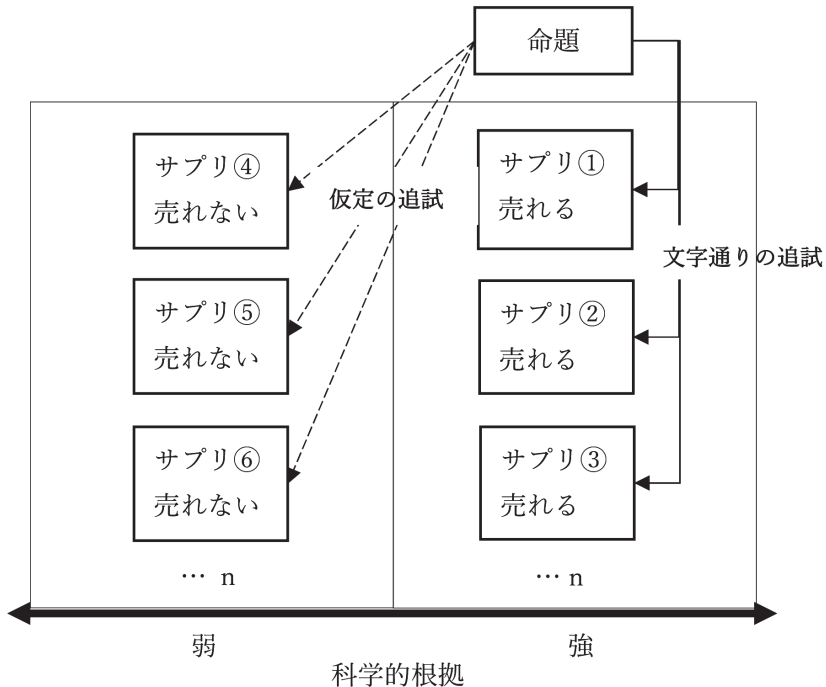 命題
サプリ④
売れない
サプリ①
売れる
仮定の追試
文字通りの追試
サプリ⑤
売れない
サプリ②
売れる
サプリ⑥
売れない
サプリ③
売れる
… n
… n
弱
強
科学的根拠